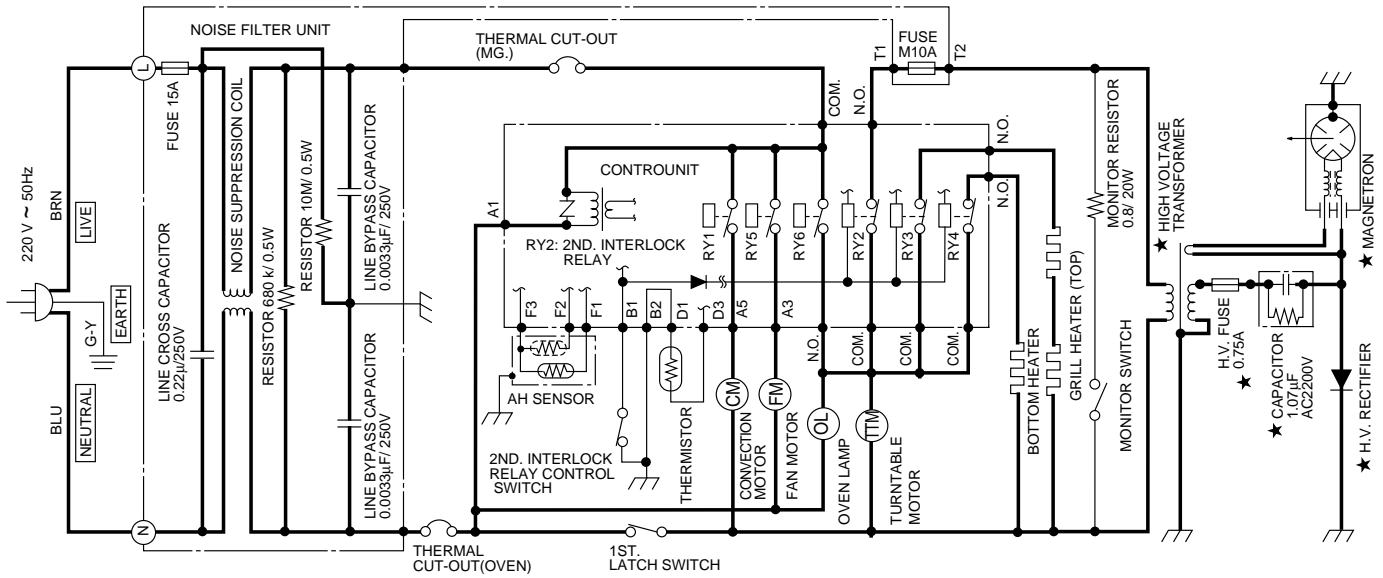 NOISE FILTER UNIT
220 V ~ 50Hz
BRN
LIVE
G-Y
EARTH
BLU
NEUTRAL
L
N
FUSE 15A
LINE CROSS CAPACITOR
0.22μ/250V
NOISE SUPPRESSION COIL
RESISTOR 680 k/ 0.5W
RESISTOR 10M/ 0.5W
LINE BYPASS CAPACITOR
0.0033μF/ 250V
LINE BYPASS CAPACITOR
0.0033μF/ 250V
THERMAL CUT-OUT
(MG.)
THERMAL
CUT-OUT(OVEN)
1ST.
LATCH SWITCH
A1
CONTROUNIT
RY2: 2ND. INTERLOCK
RELAY
RY1
RY5
RY6
RY2
RY3
RY4
COM.
N.O.
T1
FUSE
M10A
T2
N.O.
N.O.
F3
F2
F1
B1
B2
D1
D3
A5
A3
N.O.
COM.
COM.
COM.
AH SENSOR
2ND. INTERLOCK
RELAY CONTROL
SWITCH
THERMISTOR
CM
CONVECTION
MOTOR
FM
FAN MOTOR
OL
OVEN LAMP
TTM
TURNTABLE
MOTOR
BOTTOM HEATER
GRILL HEATER (TOP)
MONITOR RESISTOR
0.8/ 20W
MONITOR SWITCH
★ HIGH VOLTAGE
TRANSFORMER
H.V. FUSE
0.75A
★
★ CAPACITOR
1.07μF
AC2200V
★ H.V. RECTIFIER
★ MAGNETRON